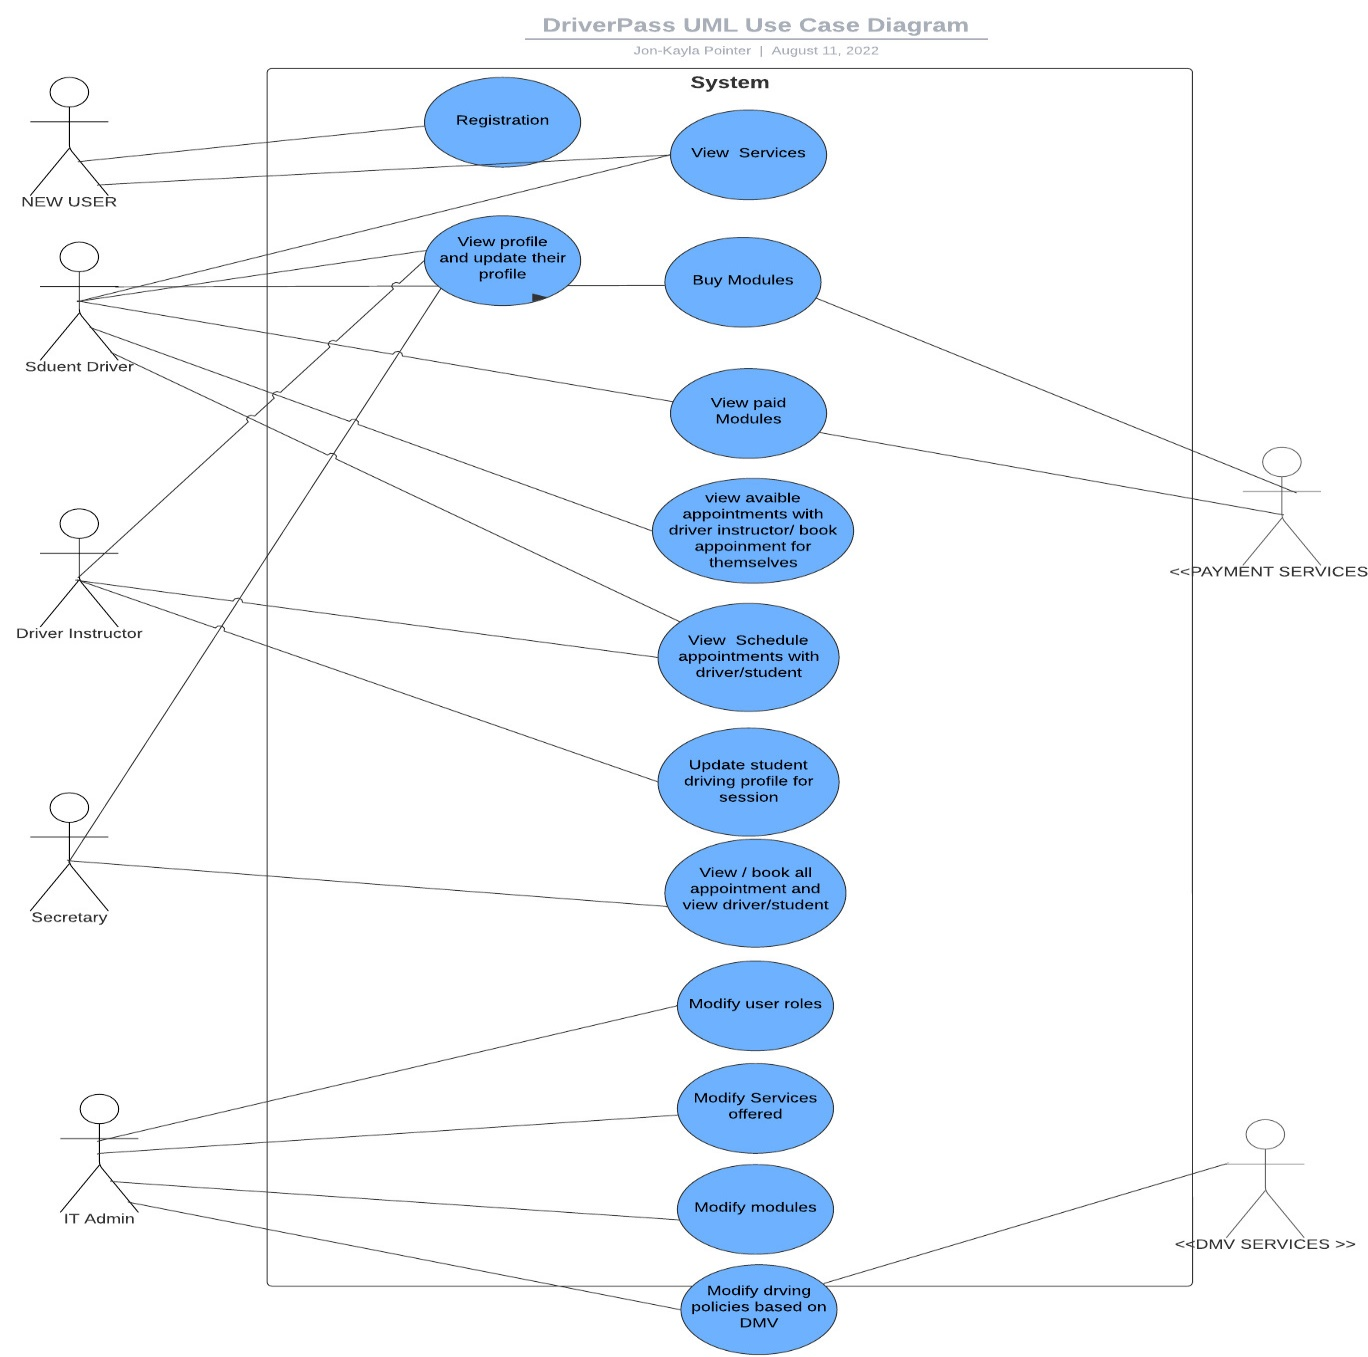 DriverPass UML Use Case Diagram
Jon-Kayla Pointer | August 11, 2022
System
Registration
View Services
NEW USER
View profile
and update their
profile
Buy Modules
Sduent Driver
View paid
Modules
view avaible
appointments with
driver instructor/ book
appoinment for
themselves
<<PAYMENT SERVICES
Driver Instructor
View Schedule
appointments with
driver/student
Update student
driving profile for
session
View / book all
appointment and
view driver/student
Secretary
Modify user roles
Modify Services
offered
IT Admin
Modify modules
<<DMV SERVICES >>
Modify drving
policies based on
DMV